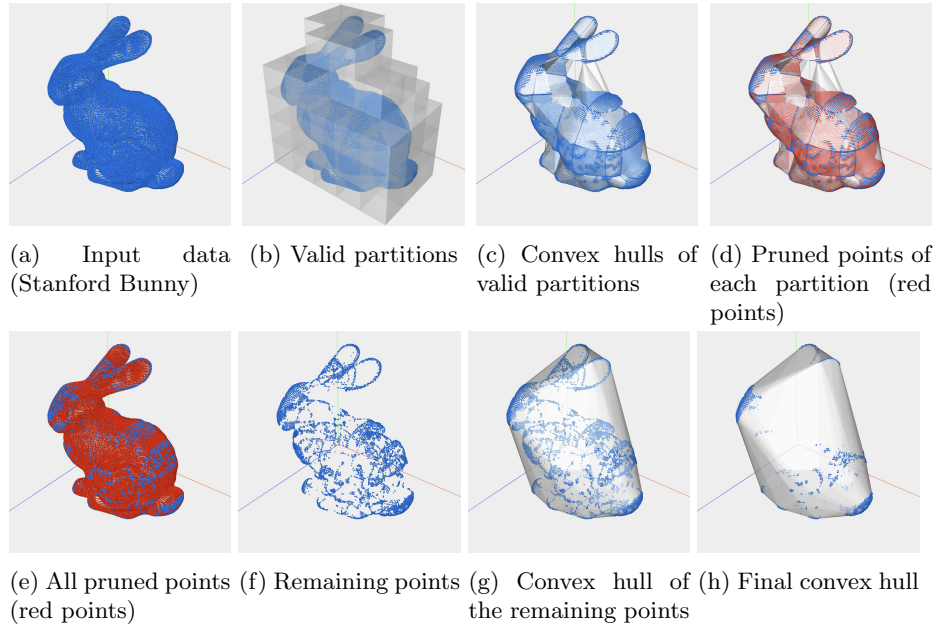 (a) Input data
(Stanford Bunny)
(b) Valid partitions
(c) Convex hulls of
valid partitions
(d) Pruned points of
each partition (red
points)
(e) All pruned points
(red points)
(f) Remaining points
(g) Convex hull of
the remaining points
(h) Final convex hull